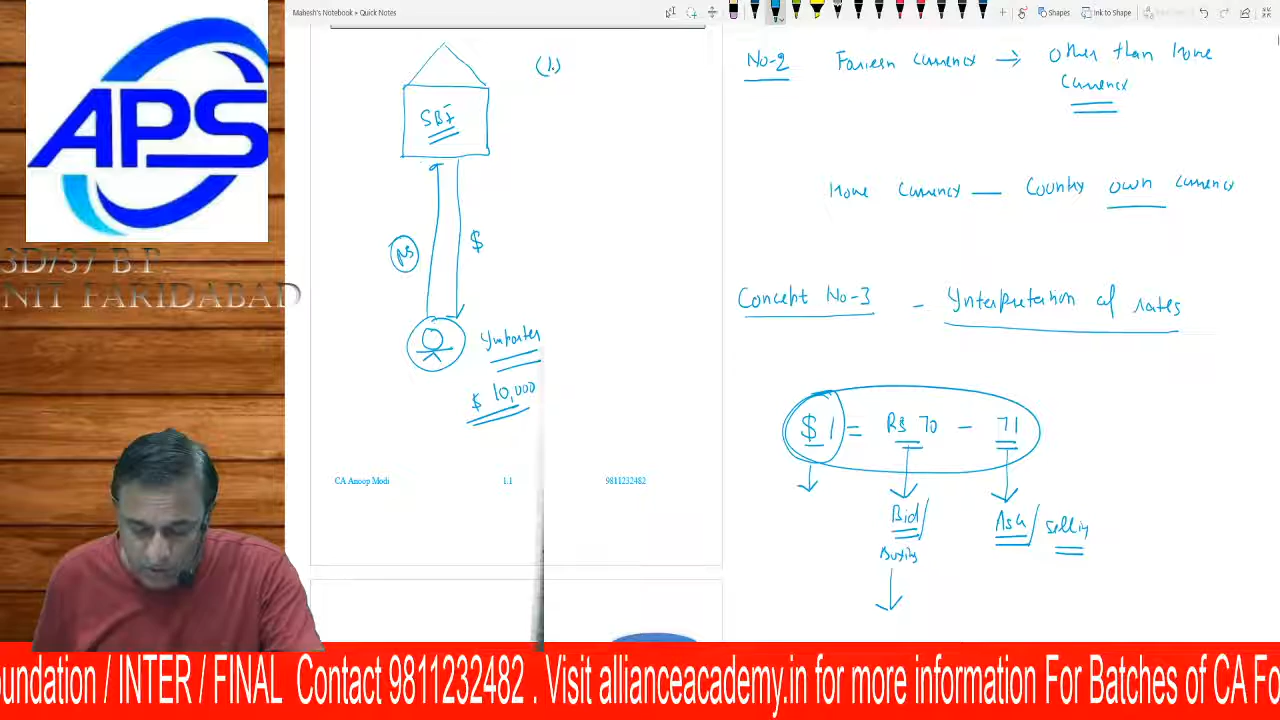 Mahesh's Notebook » Quick Notes
Shapes
Ink to Shape
APS
3D/37 B.P.
NIT FARIDABAD
SBI
(1.)
Rs
$
Importer
$ 10,000
CA Anoop Modi
1.1
9811232482
No-2 Foriegn currency → Other than Home
currency
Home currency — Country own currency
Concept No-3 - Interpretation of rates
$ 1 = Rs 70 - 71
Bid/
Buying
Ask/ selling
oundation / INTER / FINAL Contact 9811232482 . Visit allianceacademy.in for more information For Batches of CA Fo